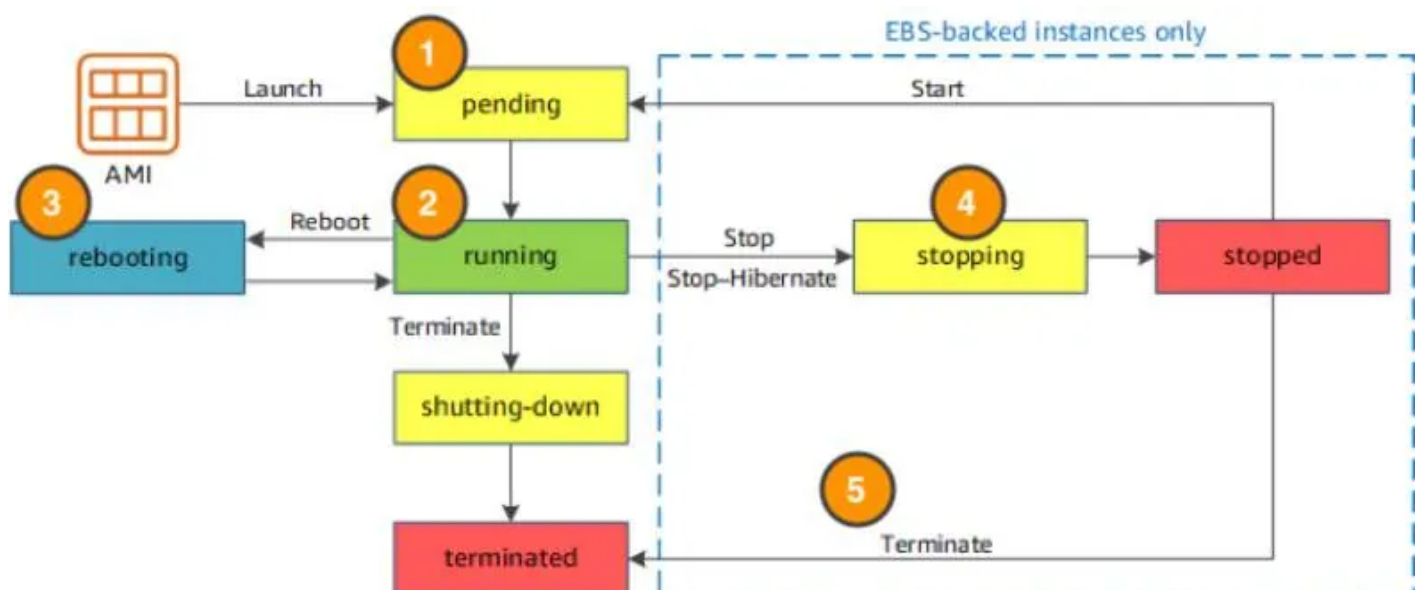 EBS-backed instances only
1
Launch
pending
Start
AMI
3
2
4
Reboot
rebooting
running
Stop
Stop–Hibernate
stopping
stopped
Terminate
shutting-down
5
Terminate
terminated